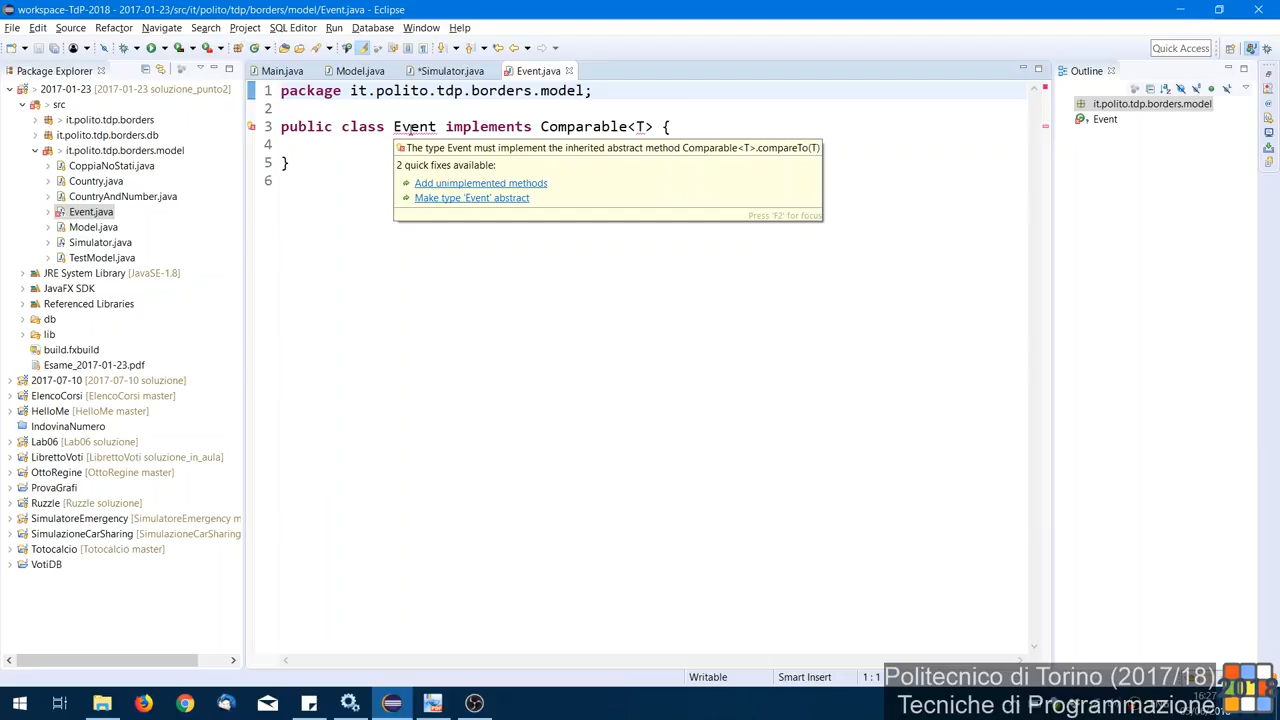 workspace-TdP-2018 - 2017-01-23/src/it/polito/tdp/borders/model/Event.java - Eclipse
File Edit Source Refactor Navigate Search Project SQL Editor Run Database Window Help
Quick Access
Package Explorer
Main.java Model.java *Simulator.java Event.java
Outline
2017-01-23 [2017-01-23 soluzione_punto2]
src
it.polito.tdp.borders
it.polito.tdp.borders.db
it.polito.tdp.borders.model
CoppiaNoStati.java
Country.java
CountryAndNumber.java
Event.java
Model.java
Simulator.java
TestModel.java
JRE System Library [JavaSE-1.8]
JavaFX SDK
Referenced Libraries
db
lib
build.fxbuild
Esame_2017-01-23.pdf
2017-07-10 [2017-07-10 soluzione]
ElencoCorsi [ElencoCorsi master]
HelloMe [HelloMe master]
IndovinaNumero
Lab06 [Lab06 soluzione]
LibrettoVoti [LibrettoVoti soluzione_in_aula]
OttoRegine [OttoRegine master]
ProvaGrafi
Ruzzle [Ruzzle soluzione]
SimulatoreEmergency [SimulatoreEmergency m
SimulazioneCarSharing [SimulazioneCarSharing
Totocalcio [Totocalcio master]
VotiDB
1 package it.polito.tdp.borders.model;
2
3 public class Event implements Comparable<T> {
4
5 }
6
The type Event must implement the inherited abstract method Comparable<T>.compareTo(T)
2 quick fixes available:
Add unimplemented methods
Make type 'Event' abstract
Press 'F2' for focus
it.polito.tdp.borders.model
Event
Writable Smart Insert 1 : 1
Politecnico di Torino (2017/18)
Tecniche di Programmazione
16:27
2018